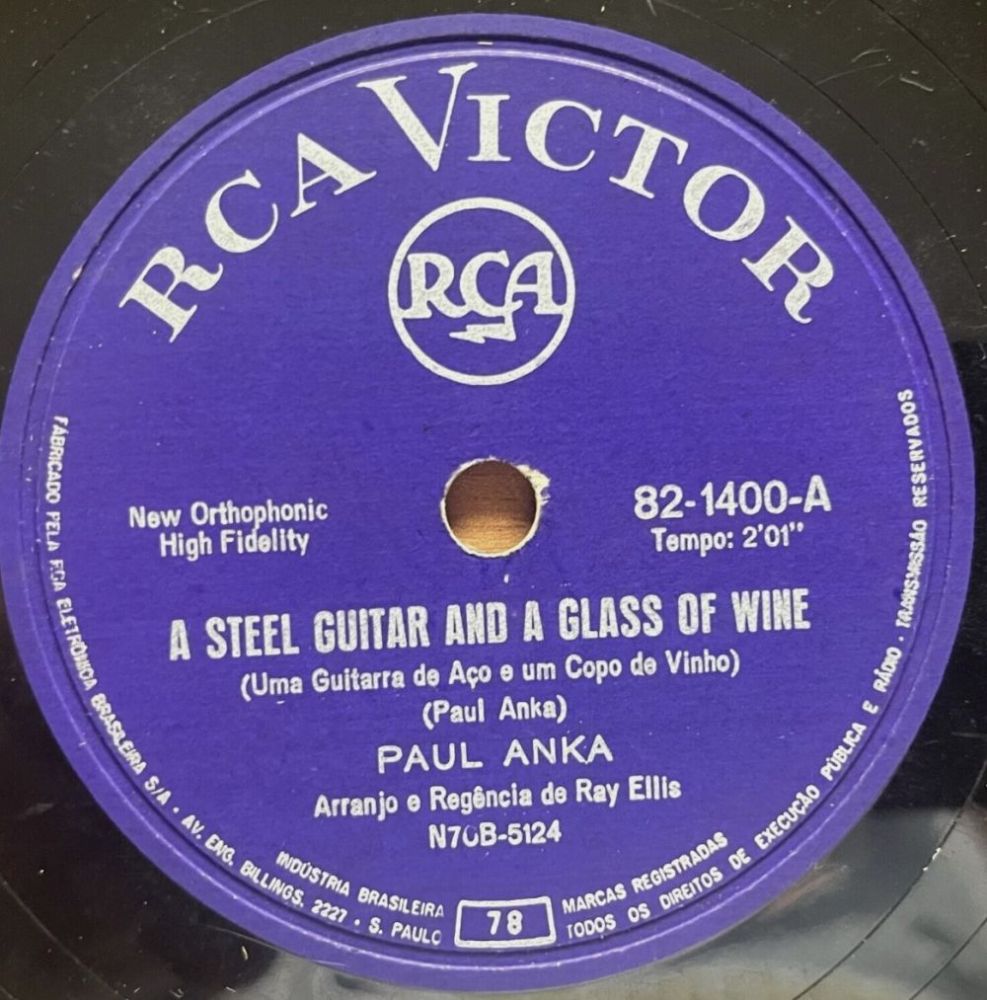 RCA VICTOR
RCA
New Orthophonic
High Fidelity
82-1400-A
Tempo: 2'01"
A STEEL GUITAR AND A GLASS OF WINE
(Uma Guitarra de Aço e um Copo de Vinho)
(Paul Anka)
PAUL ANKA
Arranjo e Regência de Ray Ellis
N70B-5124
FABRICADO PELA RCA ELETRÔNICA BRASILEIRA S/A · AV. ENG. BILLINGS, 2227 · S. PAULO
INDÚSTRIA BRASILEIRA
78
MARCAS REGISTRADAS
TODOS OS DIREITOS DE EXECUÇÃO PÚBLICA E RÁDIO · TRANSMISSÃO RESERVADOS